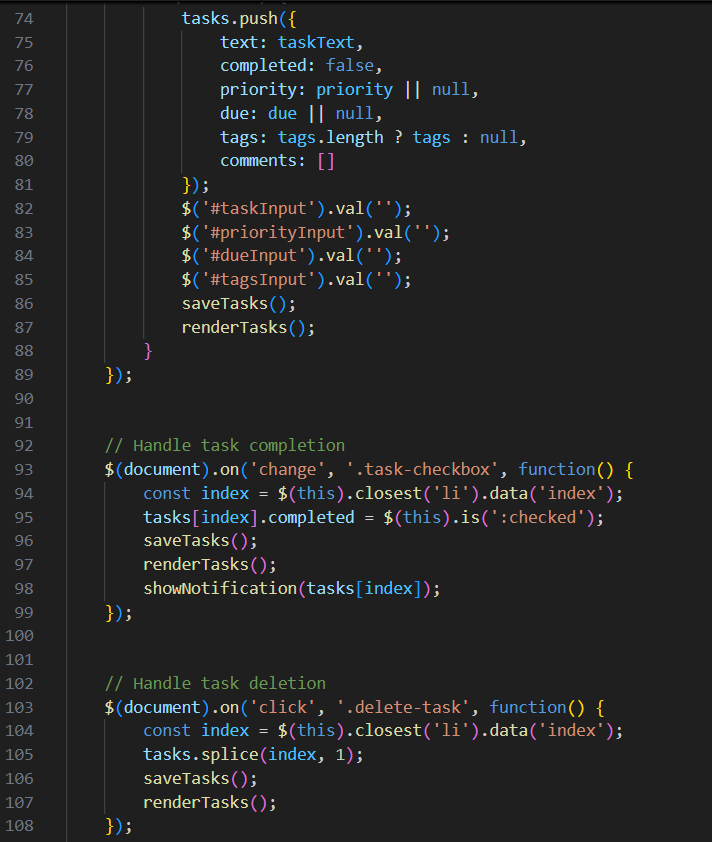 74 tasks.push({
75 text: taskText,
76 completed: false,
77 priority: priority || null,
78 due: due || null,
79 tags: tags.length ? tags : null,
80 comments: []
81 });
82 $('#taskInput').val('');
83 $('#priorityInput').val('');
84 $('#dueInput').val('');
85 $('#tagsInput').val('');
86 saveTasks();
87 renderTasks();
88 }
89 });
90
91
92 // Handle task completion
93 $(document).on('change', '.task-checkbox', function() {
94 const index = $(this).closest('li').data('index');
95 tasks[index].completed = $(this).is(':checked');
96 saveTasks();
97 renderTasks();
98 showNotification(tasks[index]);
99 });
100
101
102 // Handle task deletion
103 $(document).on('click', '.delete-task', function() {
104 const index = $(this).closest('li').data('index');
105 tasks.splice(index, 1);
106 saveTasks();
107 renderTasks();
108 });